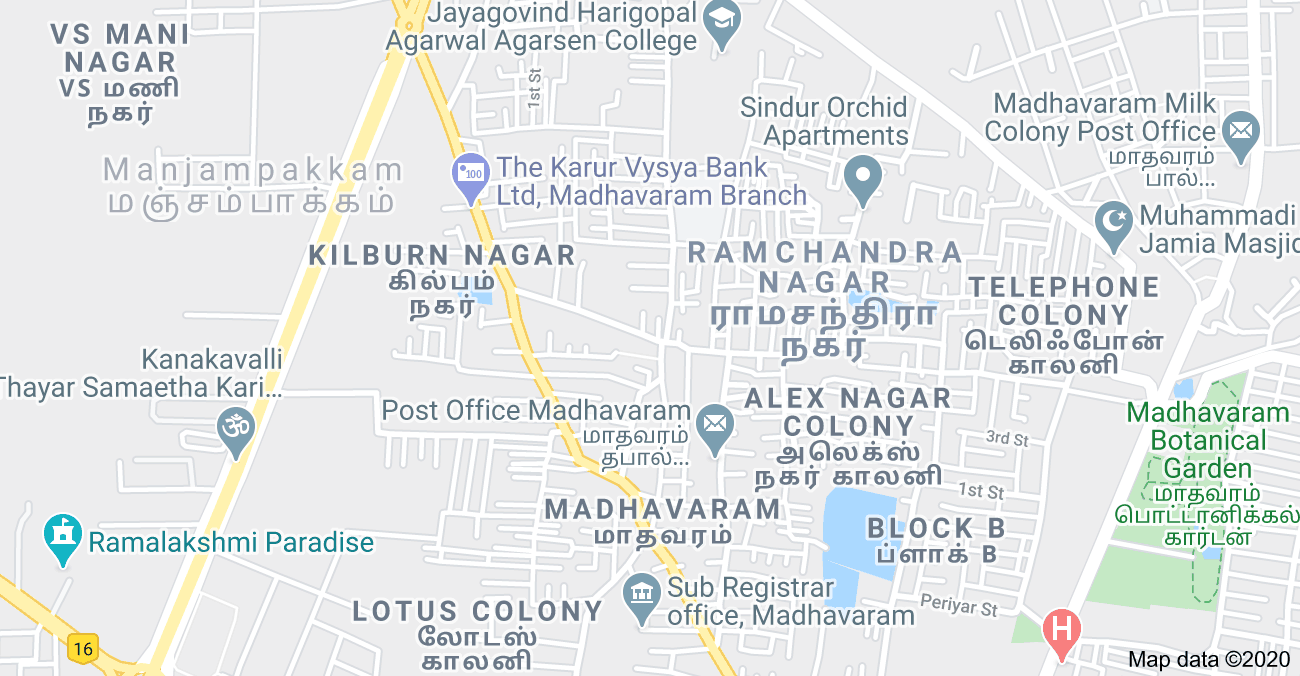 Jayagovind Harigopal
Agarwal Agarsen College
VS MANI
NAGAR
VS மணி
நகர்
1st St
Sindur Orchid
Apartments
Madhavaram Milk
Colony Post Office
மாதவரம்
பால்...
Manjampakkam
மஞ்சம்பாக்கம்
100
The Karur Vysya Bank
Ltd, Madhavaram Branch
Muhammadi
Jamia Masjid
KILBURN NAGAR
கில்பம்
நகர்
RAMCHANDRA
NAGAR
ராமசந்திரா
நகர்
TELEPHONE
COLONY
டெலிஃபோன்
காலனி
Kanakavalli
Thayar Samaetha Kari...
ॐ
Post Office Madhavaram
மாதவரம்
தபால்...
ALEX NAGAR
COLONY
அலெக்ஸ்
நகர் காலனி
3rd St
Madhavaram
Botanical
Garden
மாதவரம்
பொட்டானிக்கல்
கார்டன்
1st St
MADHAVARAM
மாதவரம்
BLOCK B
ப்ளாக் B
Ramalakshmi Paradise
Sub Registrar
office, Madhavaram
Periyar St
LOTUS COLONY
லோடஸ்
காலனி
16
H
Map data ©2020